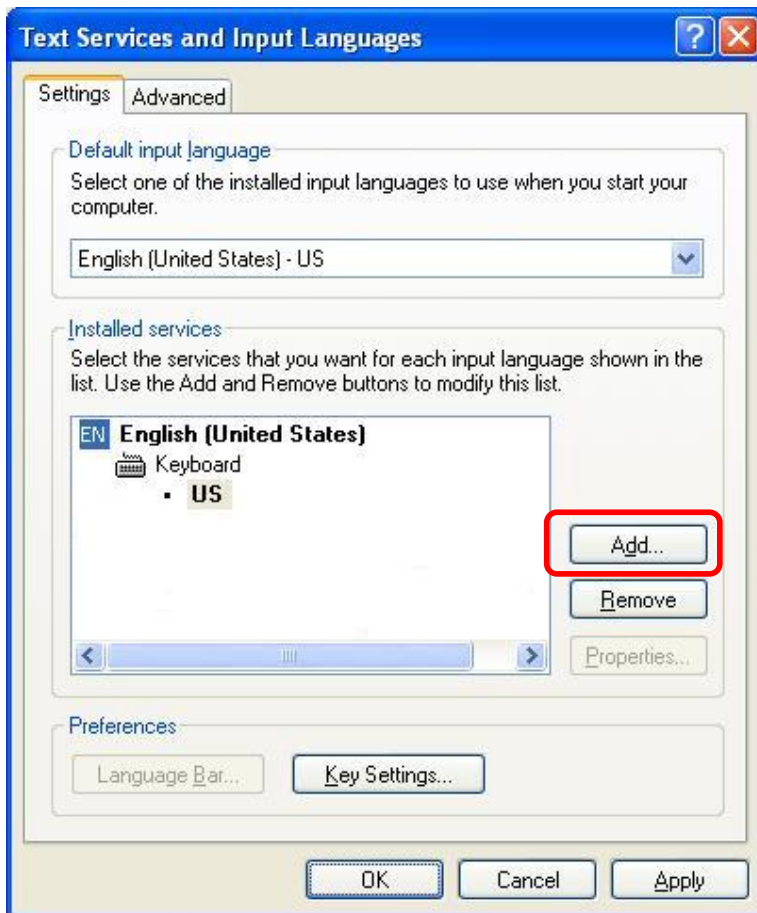 Text Services and Input Languages
Settings
Advanced
Default input language
Select one of the installed input languages to use when you start your
computer.
English (United States) - US
Installed services
Select the services that you want for each input language shown in the
list. Use the Add and Remove buttons to modify this list.
EN English (United States)
Keyboard
• US
Add...
Remove
Properties...
Preferences
Language Bar...
Key Settings...
OK
Cancel
Apply